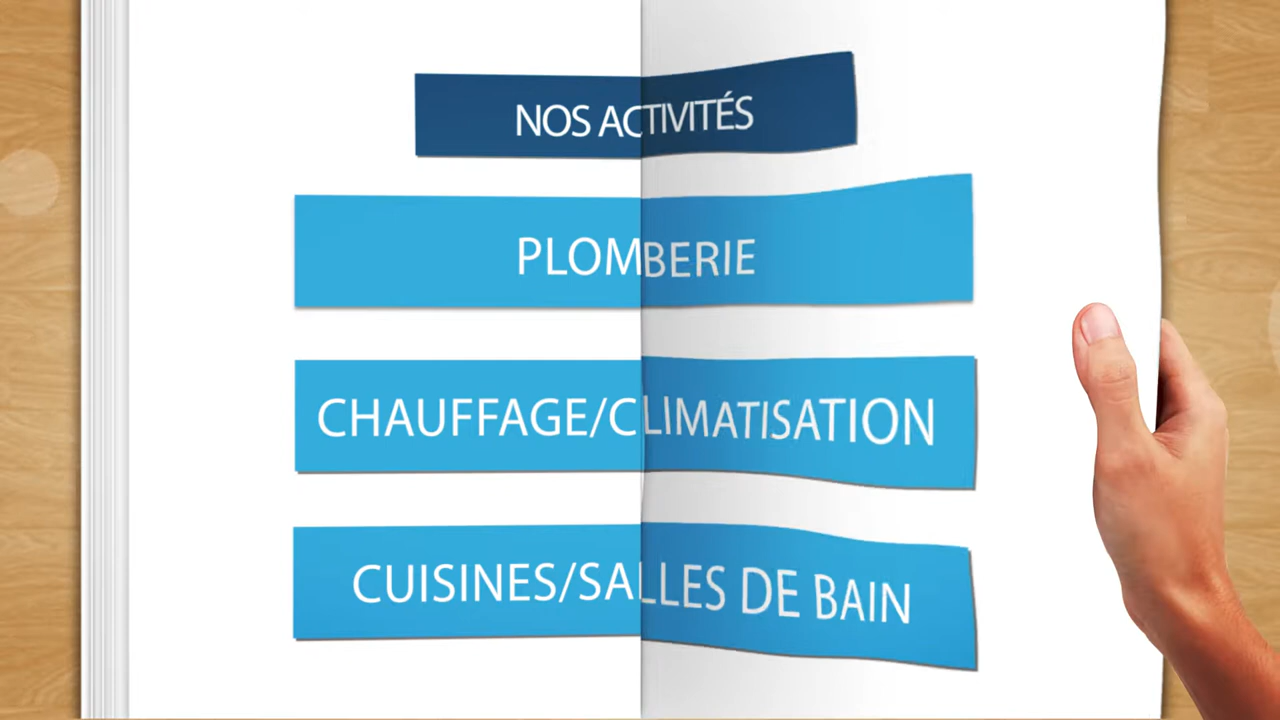 NOS ACTIVITÉS
PLOMBERIE
CHAUFFAGE/CLIMATISATION
CUISINES/SALLES DE BAIN